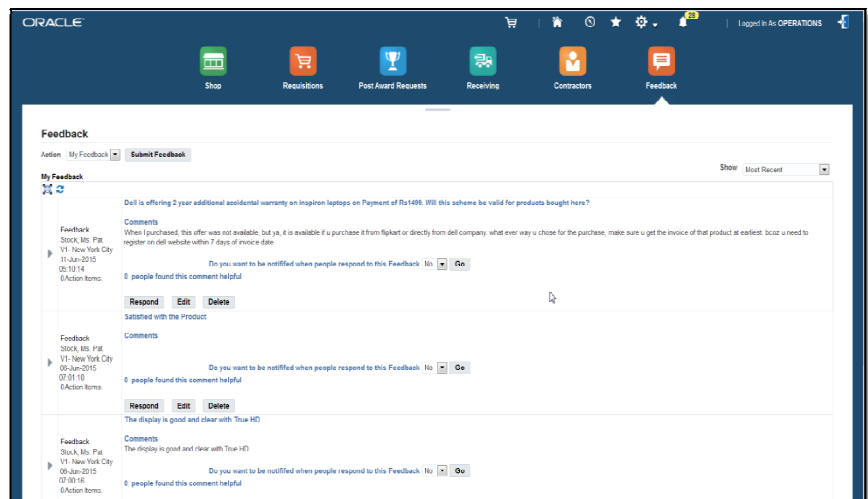 ORACLE
28
Logged In As OPERATIONS
Shop
Requisitions
Post Award Requests
Receiving
Contractors
Feedback
Feedback
Action My Feedback Submit Feedback
Show Most Recent
My Feedback
Dell is offering 2 year additional accidental warranty on inspiron laptops on Payment of Rs1499. Will this scheme be valid for products bought here?
Feedback
Stock, Ms. Pat
V1- New York City
11-Jun-2015
05:10:14
0Action Items.
Comments
When I purchased, this offer was not available, but ya, it is available if u purchase it from flipkart or directly from dell company. what ever way u chose for the purchase, make sure u get the invoice of that product at earliest. bcoz u need to
register on dell website within 7 days of invoice date
Do you want to be notififed when people respond to this Feedback No Go
0 people found this comment helpful
Respond Edit Delete
Satisfied with the Product
Feedback
Stock, Ms. Pat
V1- New York City
06-Jun-2015
07:01:10
0Action Items.
Comments
Do you want to be notififed when people respond to this Feedback No Go
0 people found this comment helpful
Respond Edit Delete
The display is good and clear with True HD
Feedback
Stock, Ms. Pat
V1- New York City
06-Jun-2015
07:00:16
0Action Items.
Comments
The display is good and clear with True HD
Do you want to be notififed when people respond to this Feedback No Go
0 people found this comment helpful